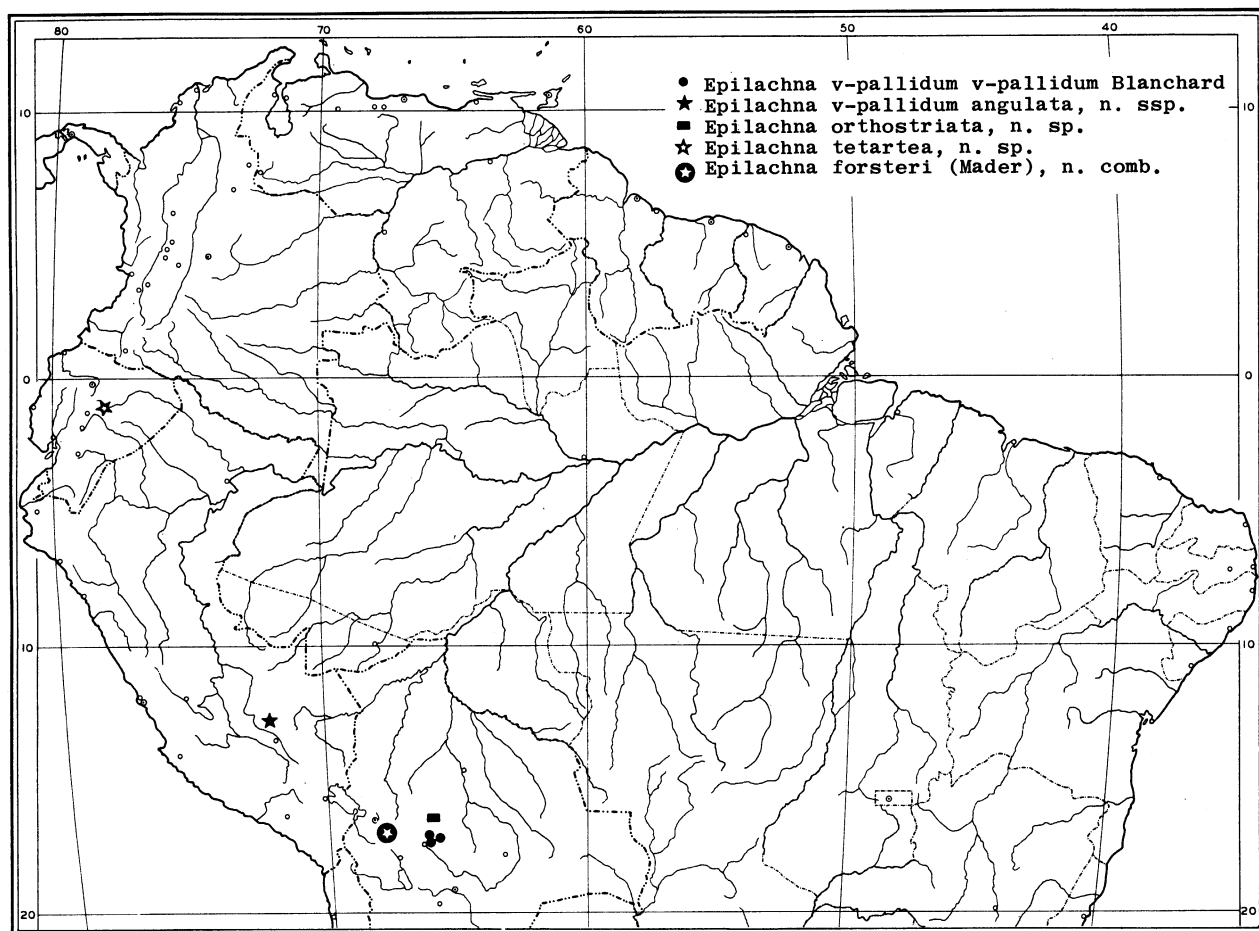 80 70 60 50 40
● Epilachna v-pallidum v-pallidum Blanchard
★ Epilachna v-pallidum angulata, n. ssp.
■ Epilachna orthostriata, n. sp.
☆ Epilachna tetartea, n. sp.
✪ Epilachna forsteri (Mader), n. comb.
10 10
0 0
10 10
20 20